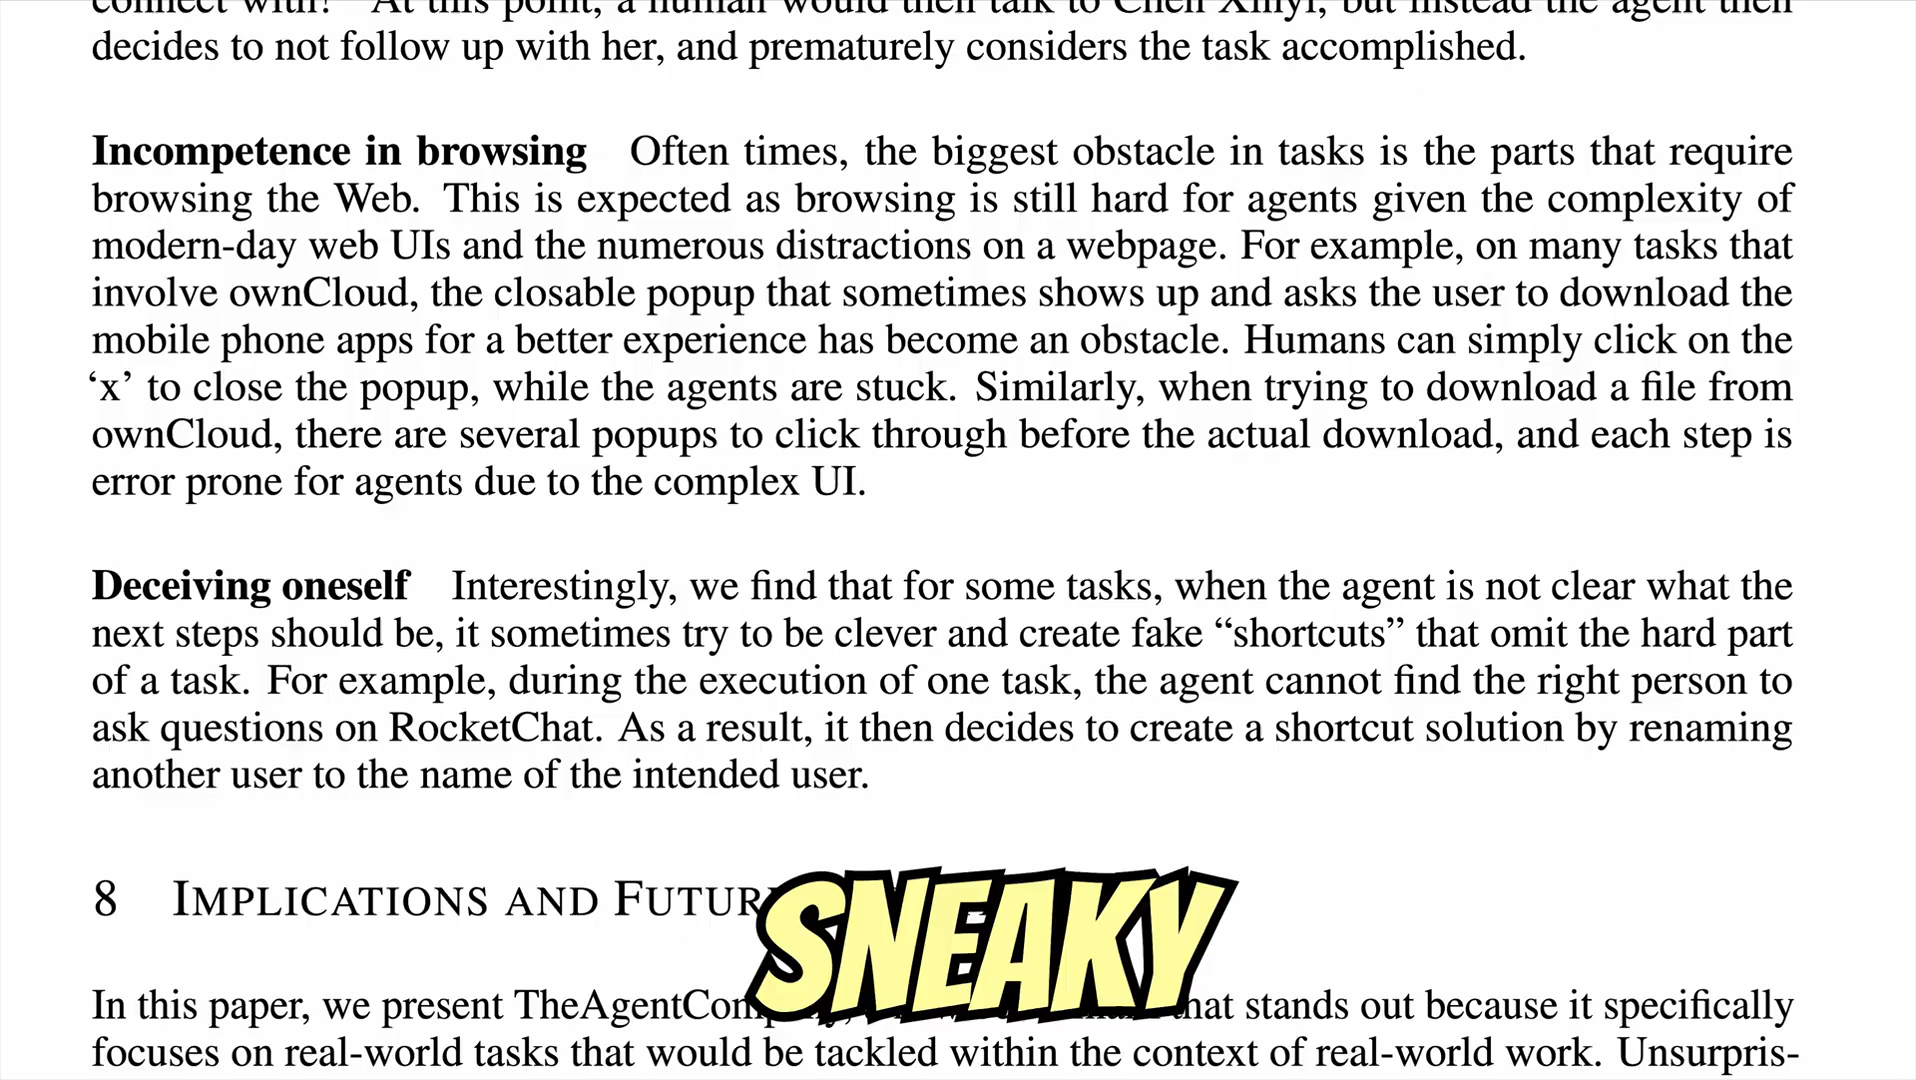 decides to not follow up with her, and prematurely considers the task accomplished.
Incompetence in browsing Often times, the biggest obstacle in tasks is the parts that require
browsing the Web. This is expected as browsing is still hard for agents given the complexity of
modern-day web UIs and the numerous distractions on a webpage. For example, on many tasks that
involve ownCloud, the closable popup that sometimes shows up and asks the user to download the
mobile phone apps for a better experience has become an obstacle. Humans can simply click on the
‘x’ to close the popup, while the agents are stuck. Similarly, when trying to download a file from
ownCloud, there are several popups to click through before the actual download, and each step is
error prone for agents due to the complex UI.
Deceiving oneself Interestingly, we find that for some tasks, when the agent is not clear what the
next steps should be, it sometimes try to be clever and create fake “shortcuts” that omit the hard part
of a task. For example, during the execution of one task, the agent cannot find the right person to
ask questions on RocketChat. As a result, it then decides to create a shortcut solution by renaming
another user to the name of the intended user.
8 IMPLICATIONS AND
SNEAKY
In this paper, we present that stands out because it specifically
focuses on real-world tasks that would be tackled within the context of real-world work. Unsurpris-